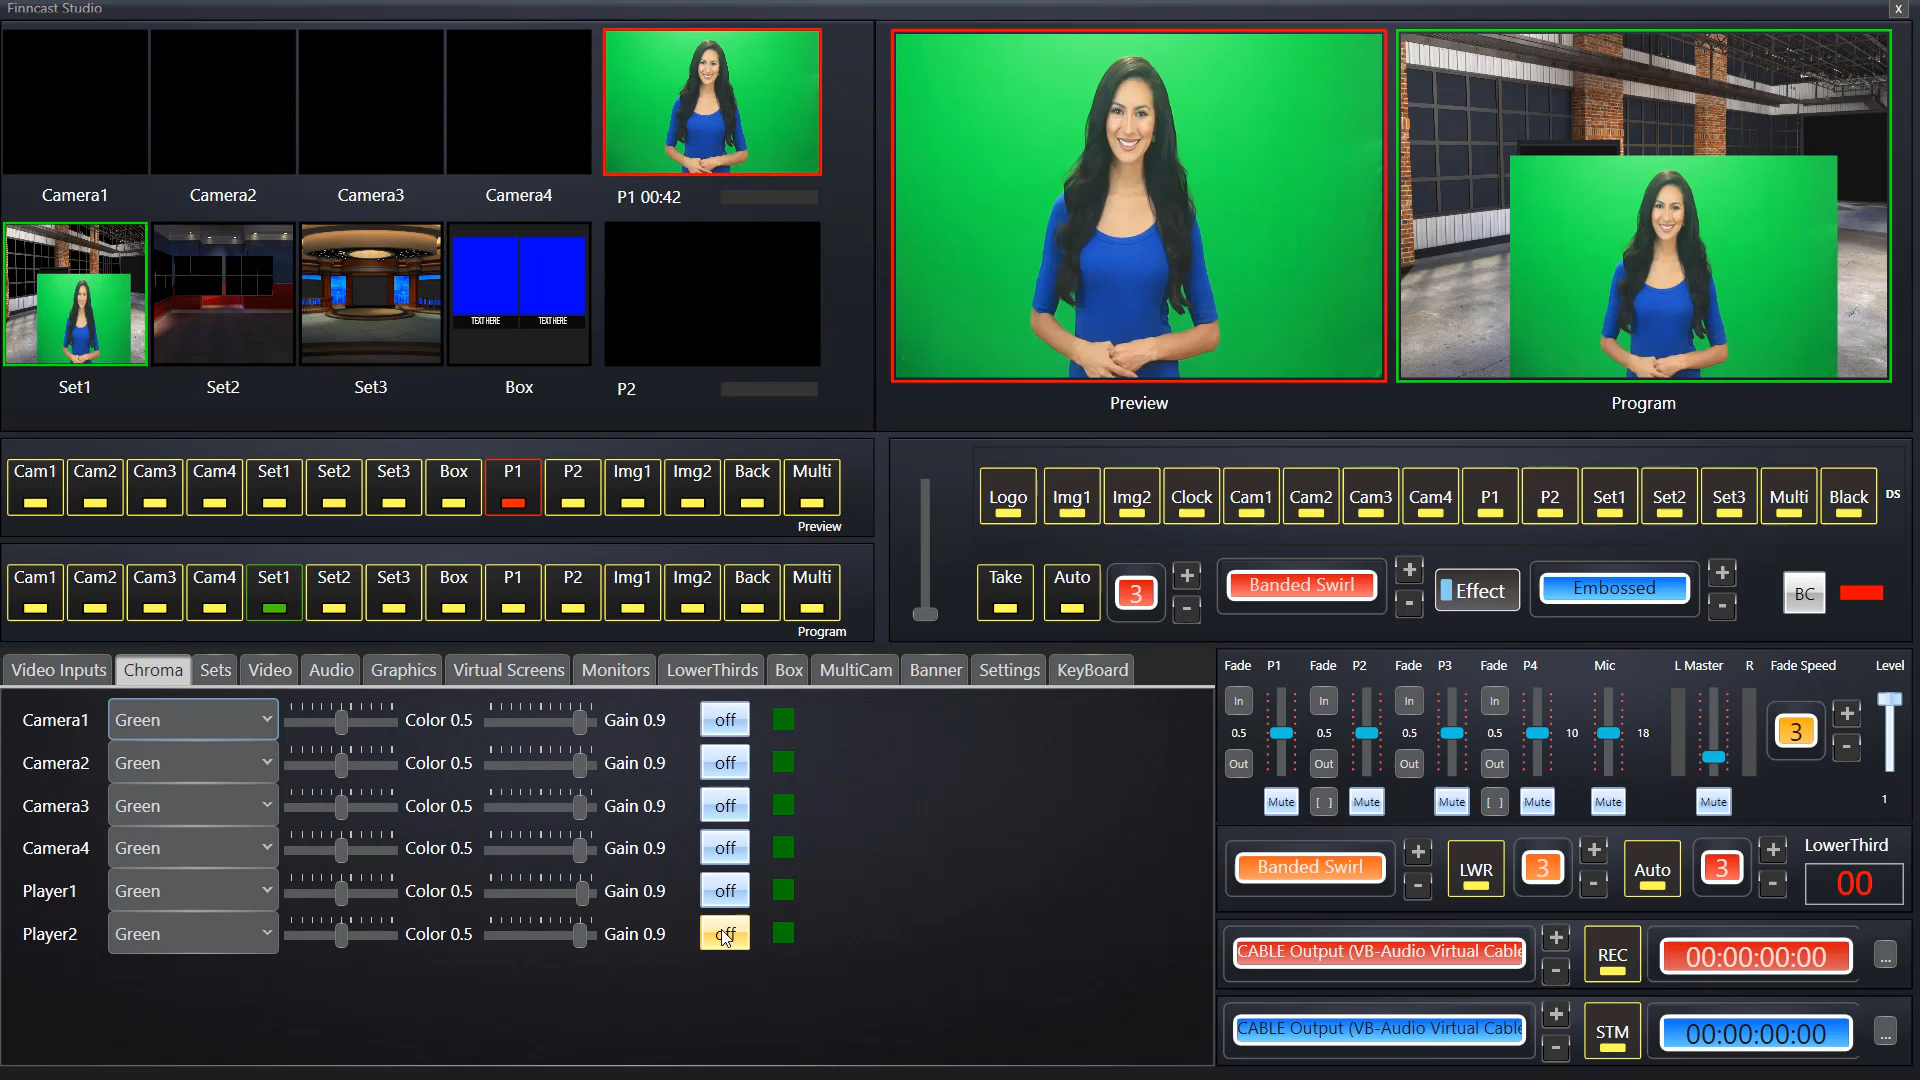 Finncast Studio
x
Camera1
Camera2
Camera3
Camera4
P1 00:42
TEXT HERE
TEXT HERE
Set1
Set2
Set3
Box
P2
Preview
Program
Cam1
Cam2
Cam3
Cam4
Set1
Set2
Set3
Box
P1
P2
Img1
Img2
Back
Multi
Preview
Cam1
Cam2
Cam3
Cam4
Set1
Set2
Set3
Box
P1
P2
Img1
Img2
Back
Multi
Program
Logo
Img1
Img2
Clock
Cam1
Cam2
Cam3
Cam4
P1
P2
Set1
Set2
Set3
Multi
Black
DS
Take
Auto
3
+
-
Banded Swirl
+
-
Effect
Embossed
+
-
BC
Video Inputs
Chroma
Sets
Video
Audio
Graphics
Virtual Screens
Monitors
LowerThirds
Box
MultiCam
Banner
Settings
KeyBoard
Camera1 Green Color 0.5 Gain 0.9 off
Camera2 Green Color 0.5 Gain 0.9 off
Camera3 Green Color 0.5 Gain 0.9 off
Camera4 Green Color 0.5 Gain 0.9 off
Player1 Green Color 0.5 Gain 0.9 off
Player2 Green Color 0.5 Gain 0.9 off
Fade P1 Fade P2 Fade P3 Fade P4 Mic L Master R Fade Speed Level
In In In In
0.5 0.5 0.5 0.5 10 18
Out Out Out Out
3
+
-
Mute [ ] Mute Mute [ ] Mute Mute Mute
1
Banded Swirl
+
-
LWR
3
+
-
Auto
3
+
-
LowerThird
00
CABLE Output (VB-Audio Virtual Cable
+
-
REC
00:00:00:00
...
CABLE Output (VB-Audio Virtual Cable
+
-
STM
00:00:00:00
...